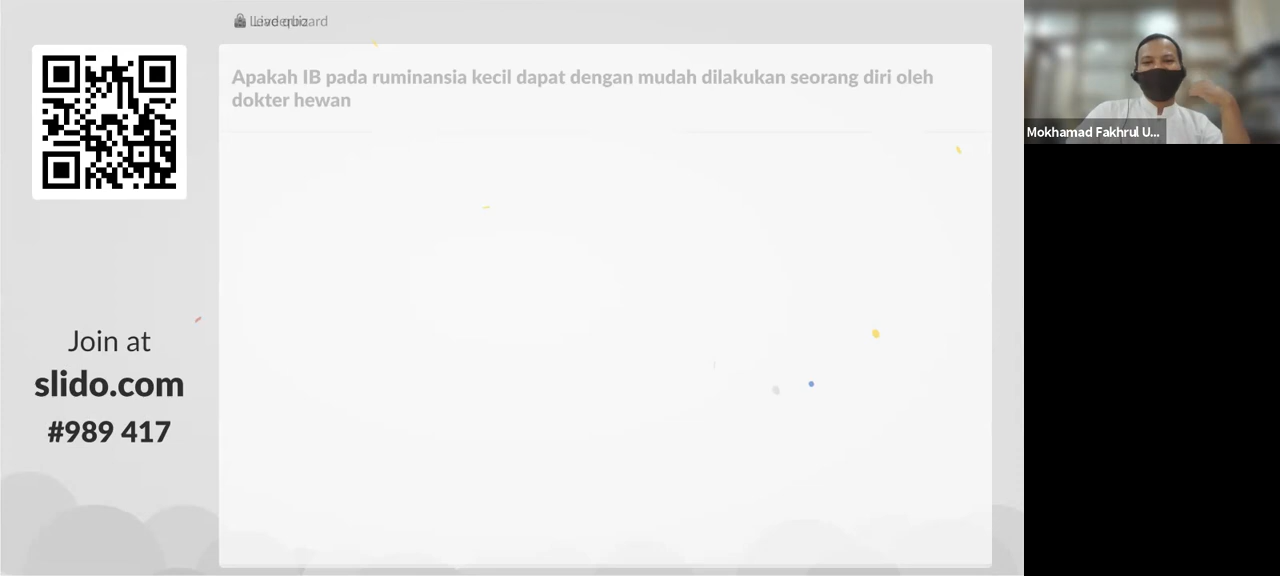 Apakah IB pada ruminansia kecil dapat dengan mudah dilakukan seorang diri oleh
dokter hewan
Join at
slido.com
#989 417
Mokhamad Fakhrul U...